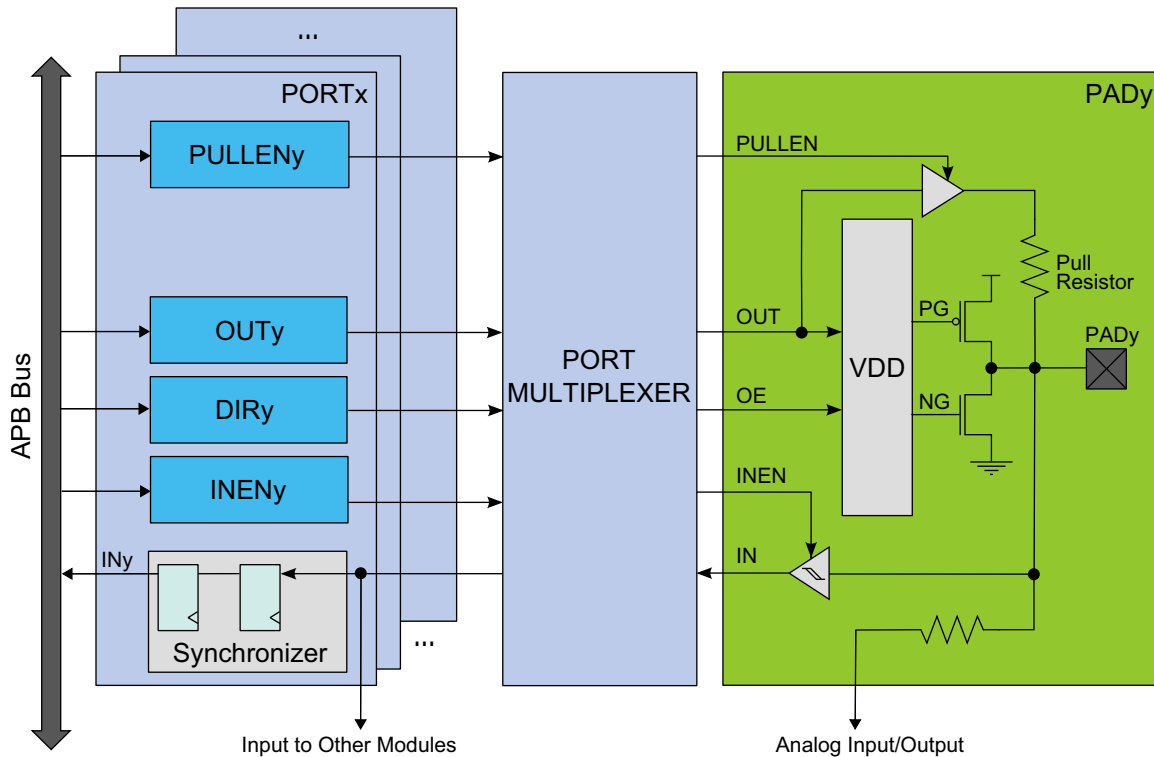 ...
PORTx
PADy
PULLENy
PULLEN
Pull
Resistor
OUTy
OUT
PG
PADy
PORT
MULTIPLEXER
VDD
APB Bus
DIRy
OE
NG
INENy
INEN
INy
IN
Synchronizer
...
Input to Other Modules
Analog Input/Output